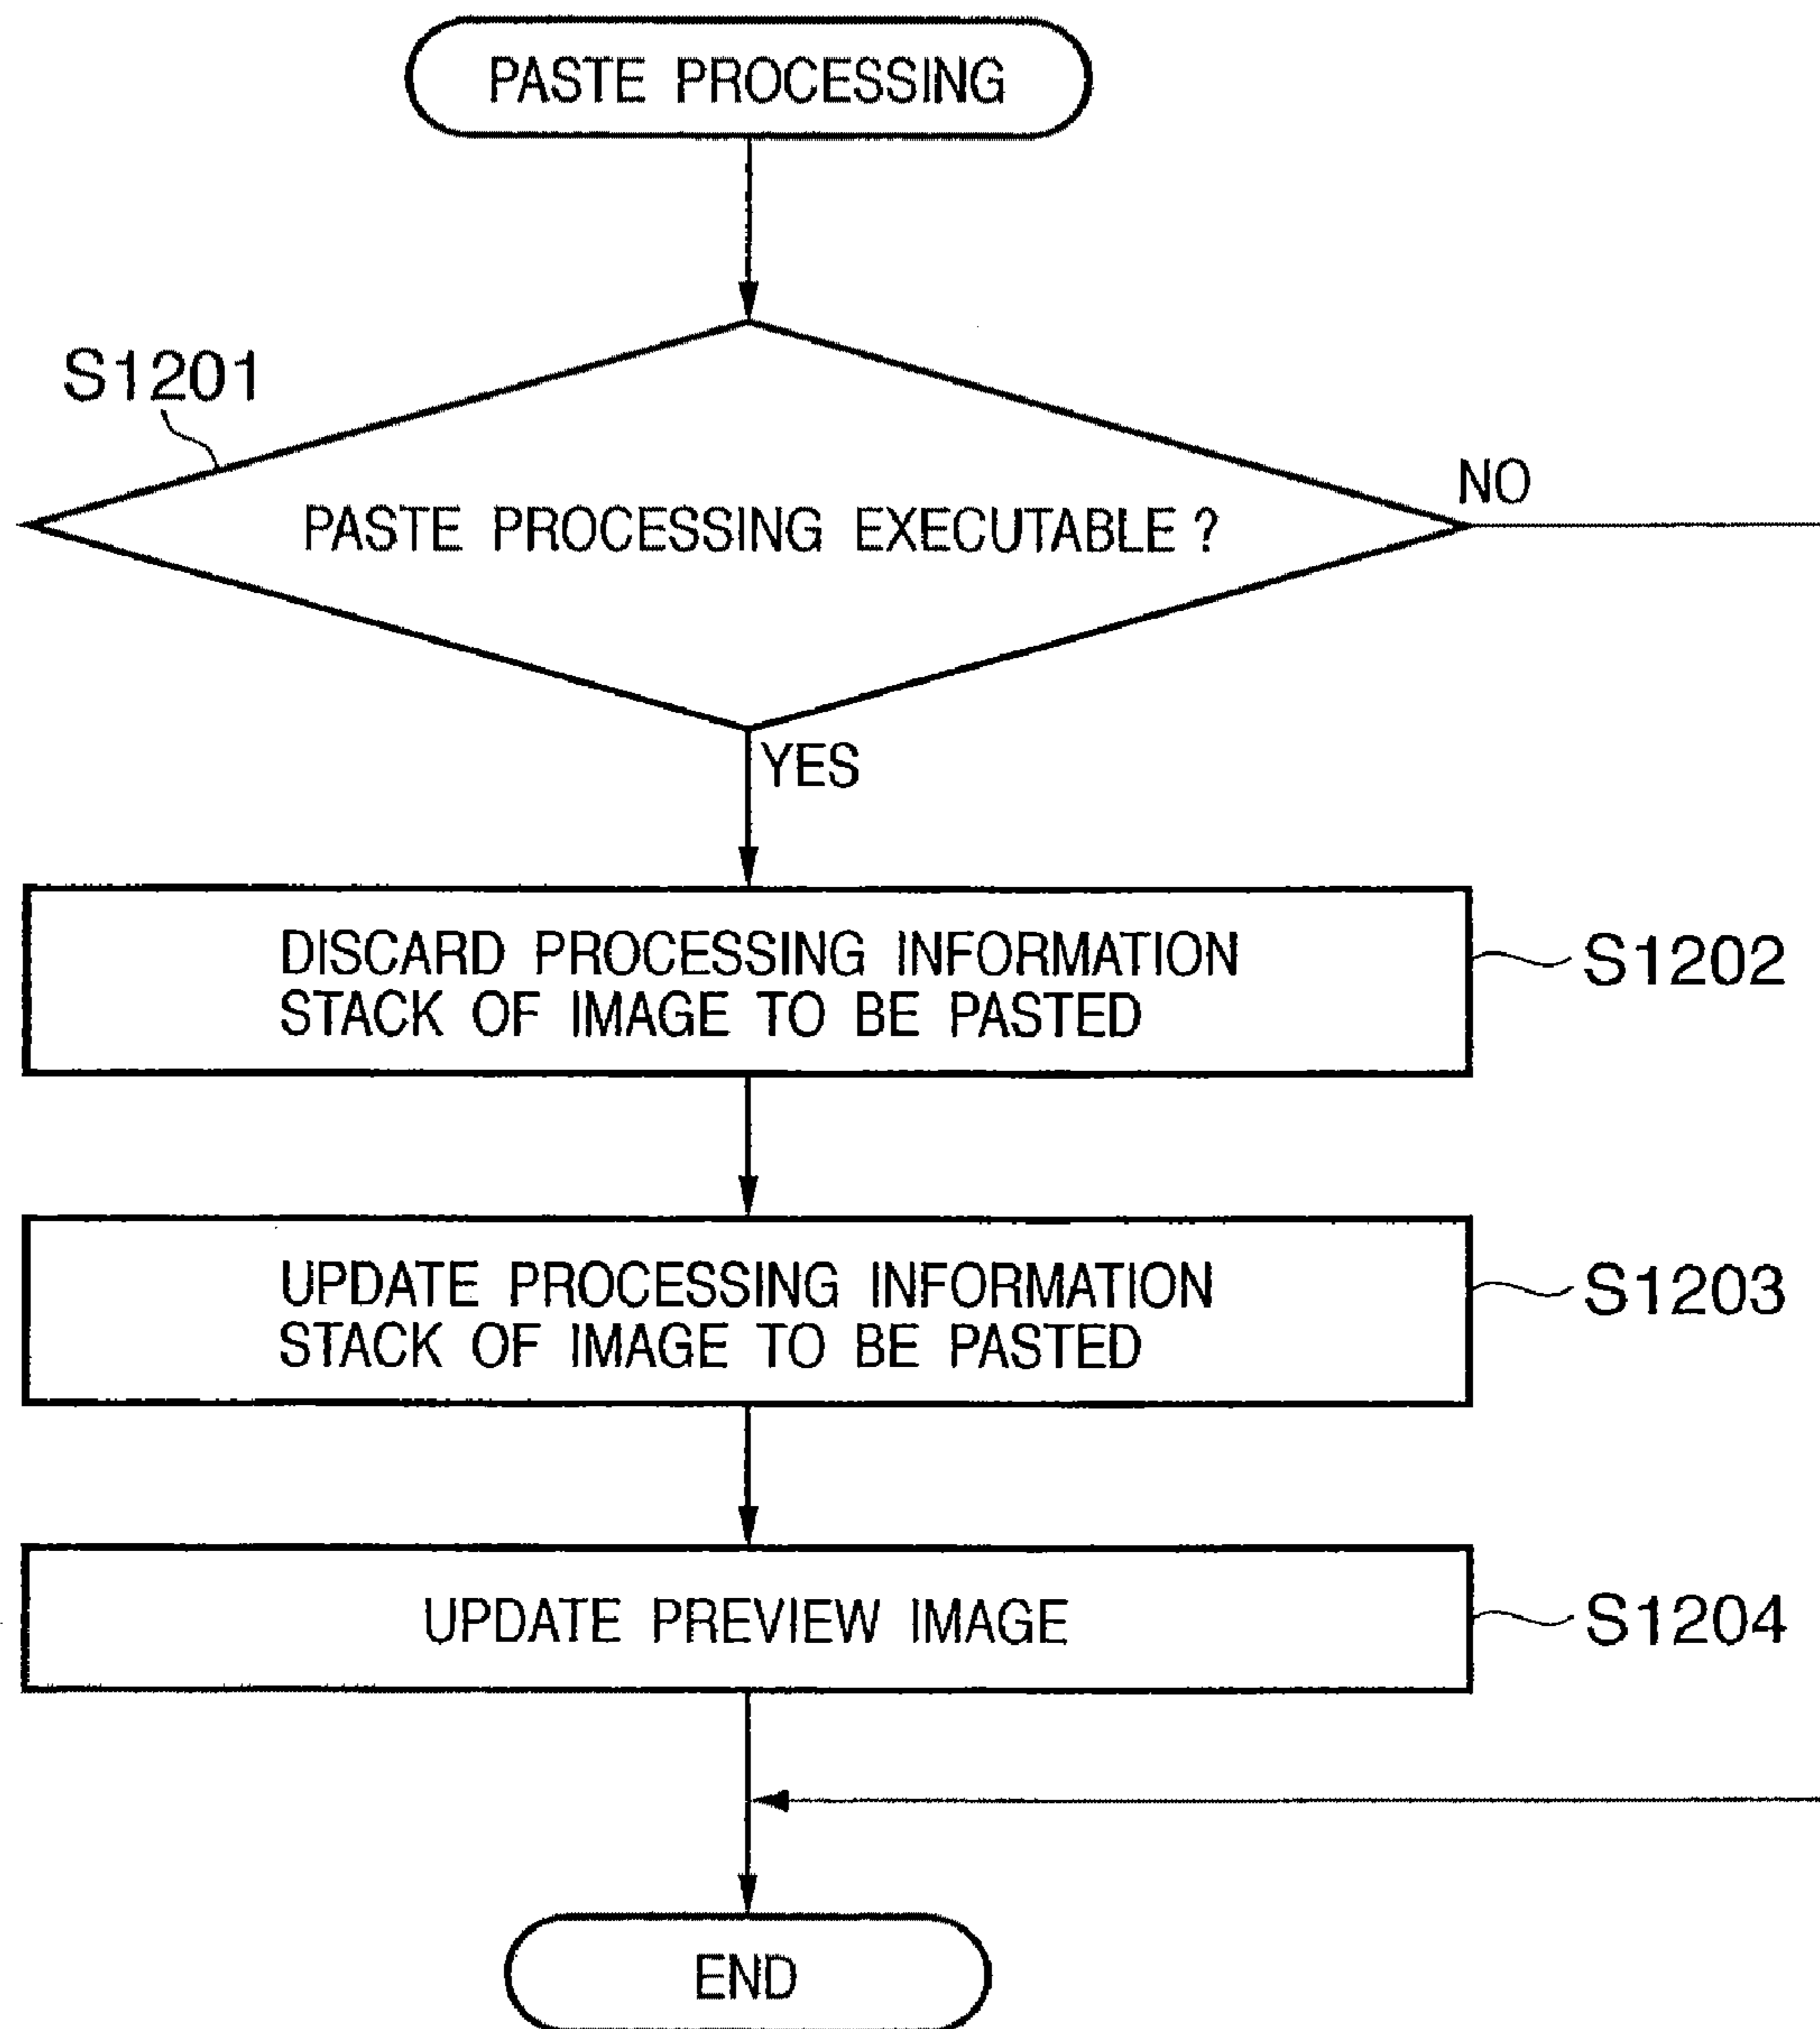 PASTE PROCESSING
S1201
PASTE PROCESSING EXECUTABLE ?
NO
YES
DISCARD PROCESSING INFORMATION
STACK OF IMAGE TO BE PASTED
S1202
UPDATE PROCESSING INFORMATION
STACK OF IMAGE TO BE PASTED
S1203
UPDATE PREVIEW IMAGE
S1204
END